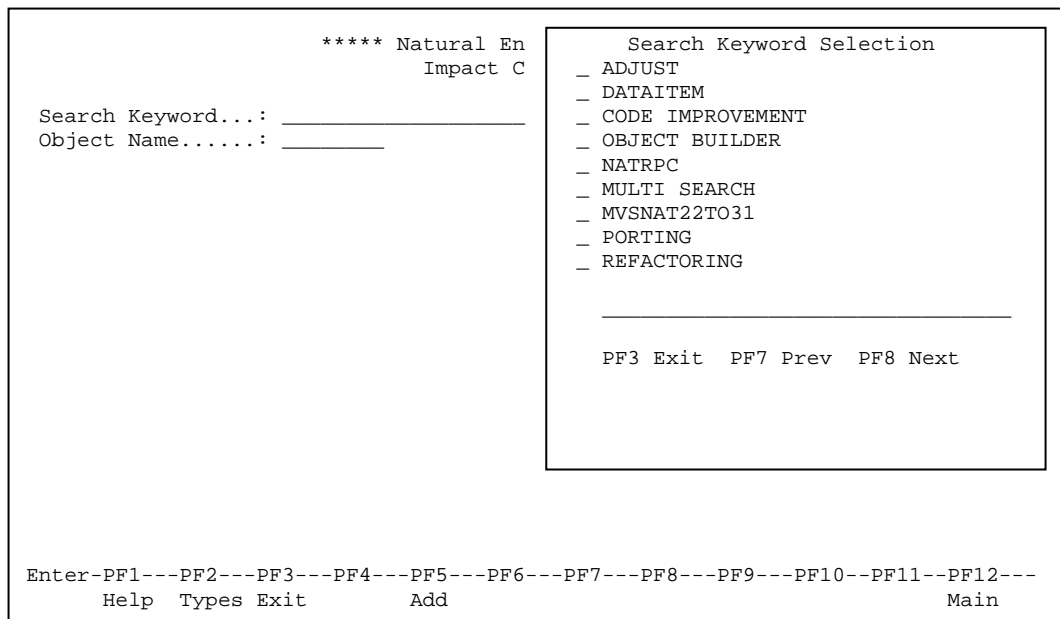 ***** Natural En
Impact C
Search Keyword...: ___________________
Object Name......: ________
Search Keyword Selection
_ ADJUST
_ DATAITEM
_ CODE IMPROVEMENT
_ OBJECT BUILDER
_ NATRPC
_ MULTI SEARCH
_ MVSNAT22TO31
_ PORTING
_ REFACTORING
________________________________
PF3 Exit  PF7 Prev  PF8 Next
Enter-PF1---PF2---PF3---PF4---PF5---PF6---PF7---PF8---PF9---PF10--PF11--PF12---
Help  Types Exit        Add                                       Main